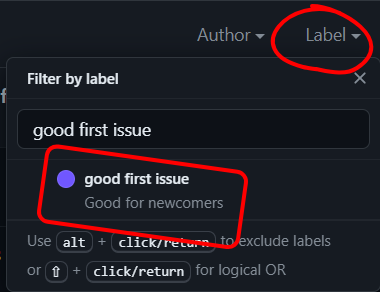 Author Label
Filter by label
good first issue
good first issue
Good for newcomers
Use alt + click/return to exclude labels
or ⇧ + click/return for logical OR